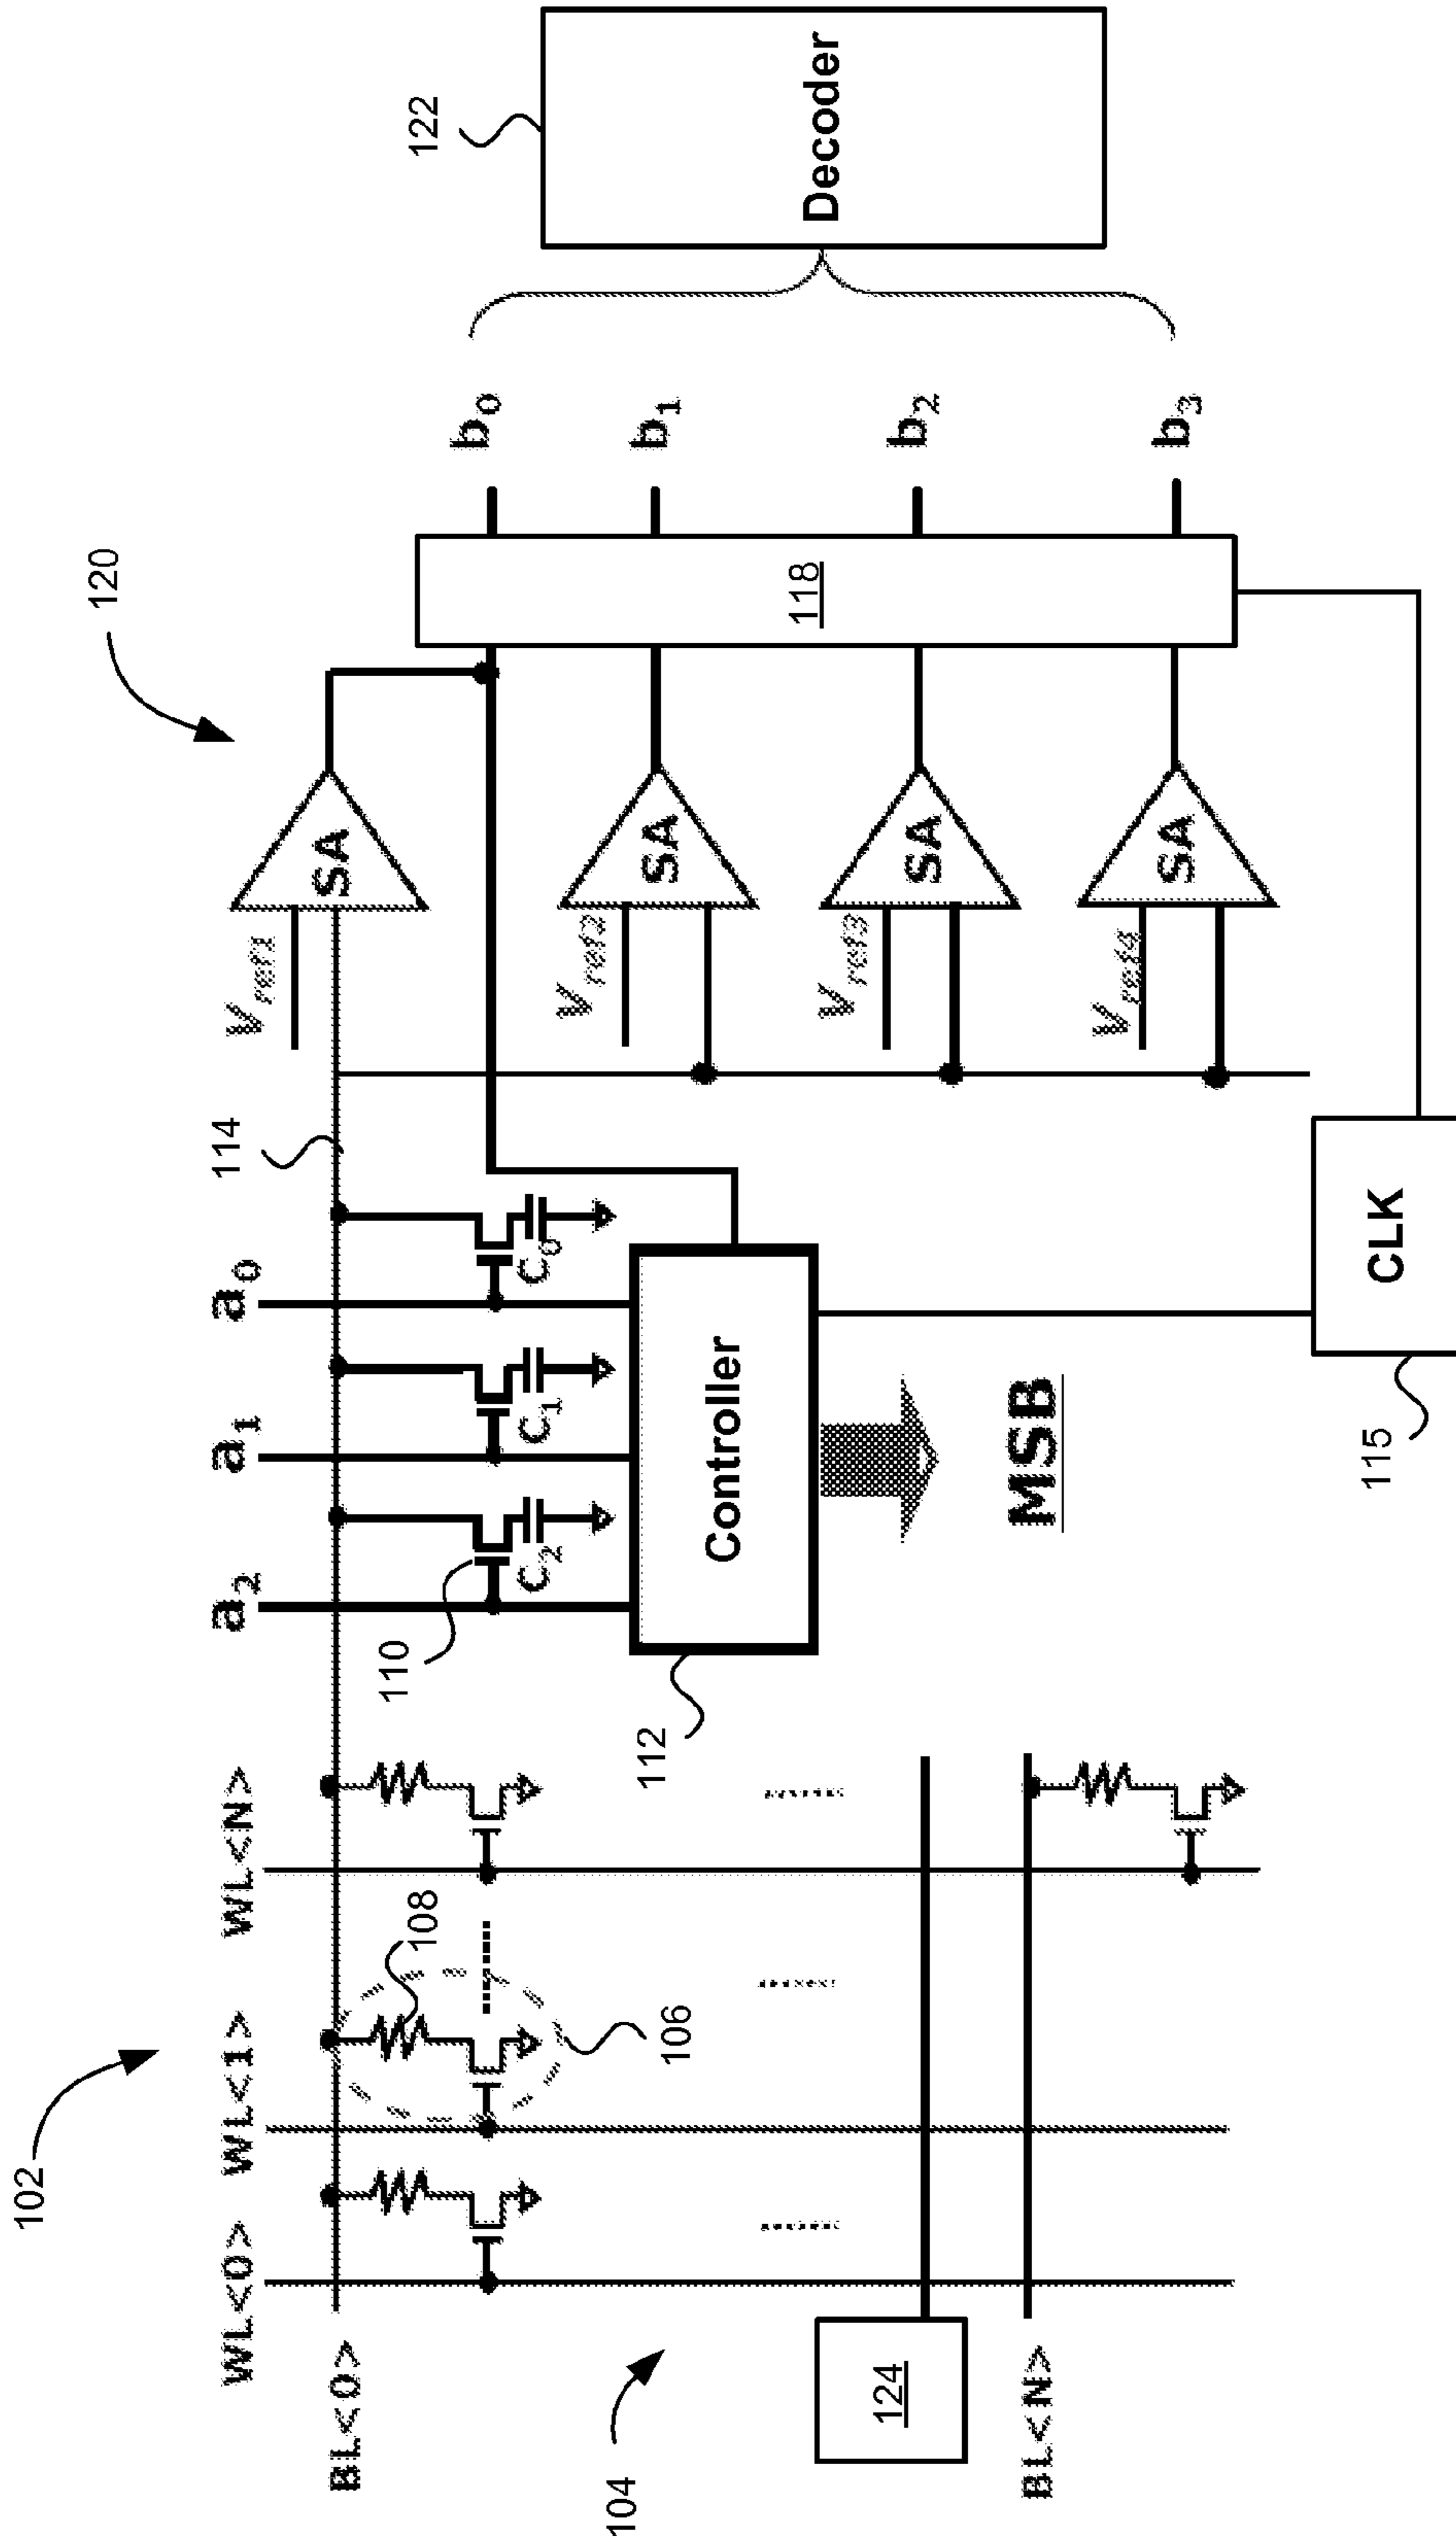 102
WL<0> WL<1> WL<N>
a2 a1 a0
114
120
BL<0>
108
106
110
C2 C1 C0
Vref1
SA
b0
Vref2
SA
b1
Vref3
SA
b2
Vref4
SA
b3
118
122
Decoder
112
Controller
MSB
104
124
BL<N>
115
CLK